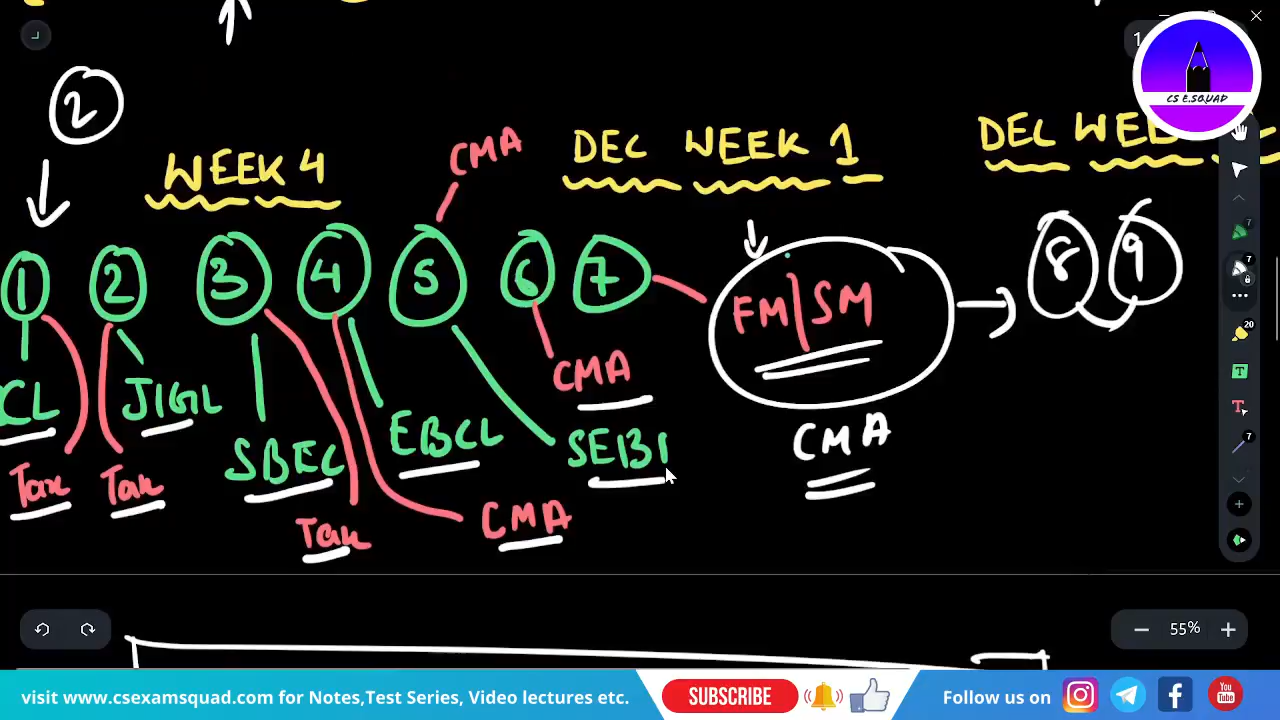 CS E.SQUAD
2
CMA
WEEK 4
DEC WEEK 1
DEC WEE
1 2 3 4 5 6 7
FM|SM
8 9
CL
JIGL
SBEC
EBCL
SEBI
CMA
CMA
Tax
Tax
Tax
CMA
55%
visit www.csexamsquad.com for Notes,Test Series, Video lectures etc.
SUBSCRIBE
Follow us on
You
Tube